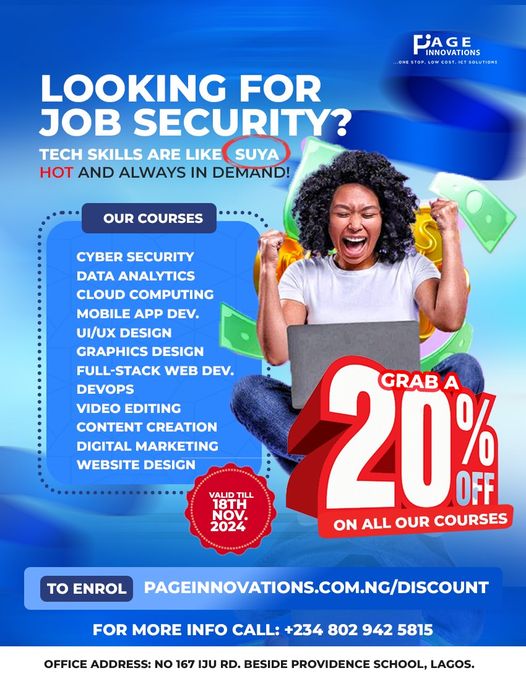 PAGE
INNOVATIONS
...ONE STOP, LOW COST, ICT SOLUTIONS
LOOKING FOR
JOB SECURITY?
TECH SKILLS ARE LIKE SUYA
HOT AND ALWAYS IN DEMAND!
OUR COURSES
CYBER SECURITY
DATA ANALYTICS
CLOUD COMPUTING
MOBILE APP DEV.
UI/UX DESIGN
GRAPHICS DESIGN
FULL-STACK WEB DEV.
DEVOPS
VIDEO EDITING
CONTENT CREATION
DIGITAL MARKETING
WEBSITE DESIGN
GRAB A
20% OFF
ON ALL OUR COURSES
VALID TILL
18TH
NOV.
2024
TO ENROL PAGEINNOVATIONS.COM.NG/DISCOUNT
FOR MORE INFO CALL: +234 802 942 5815
OFFICE ADDRESS: NO 167 IJU RD. BESIDE PROVIDENCE SCHOOL, LAGOS.